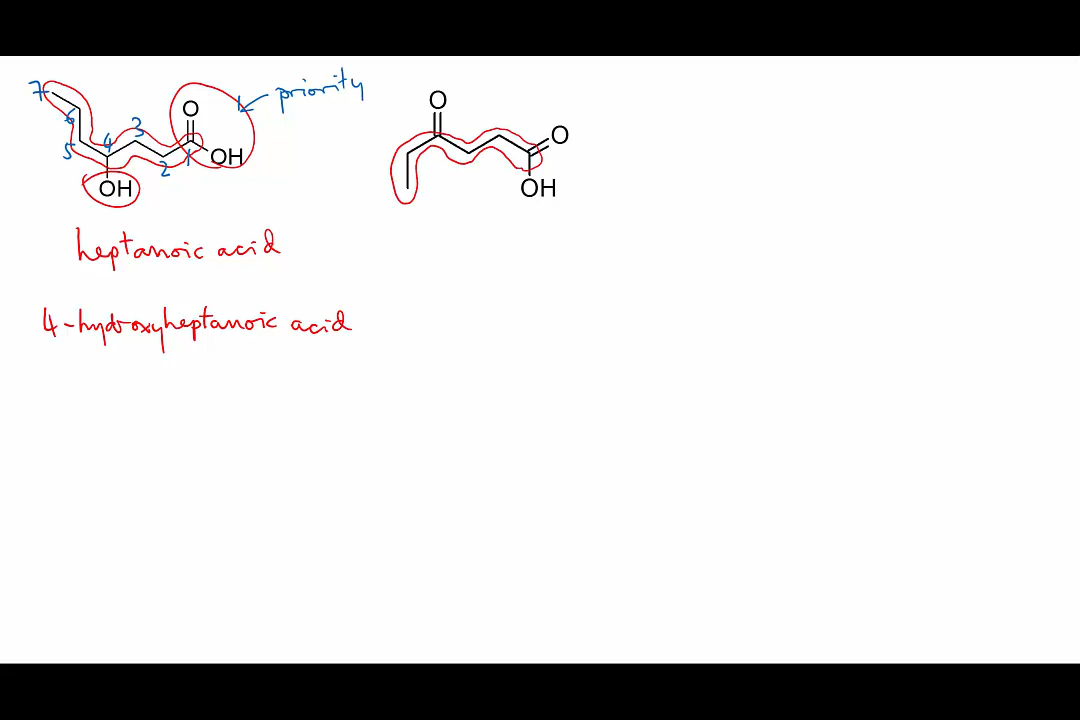 7 6 5 4 3 2 1 O OH OH priority
O O OH
heptanoic acid
4-hydroxyheptanoic acid